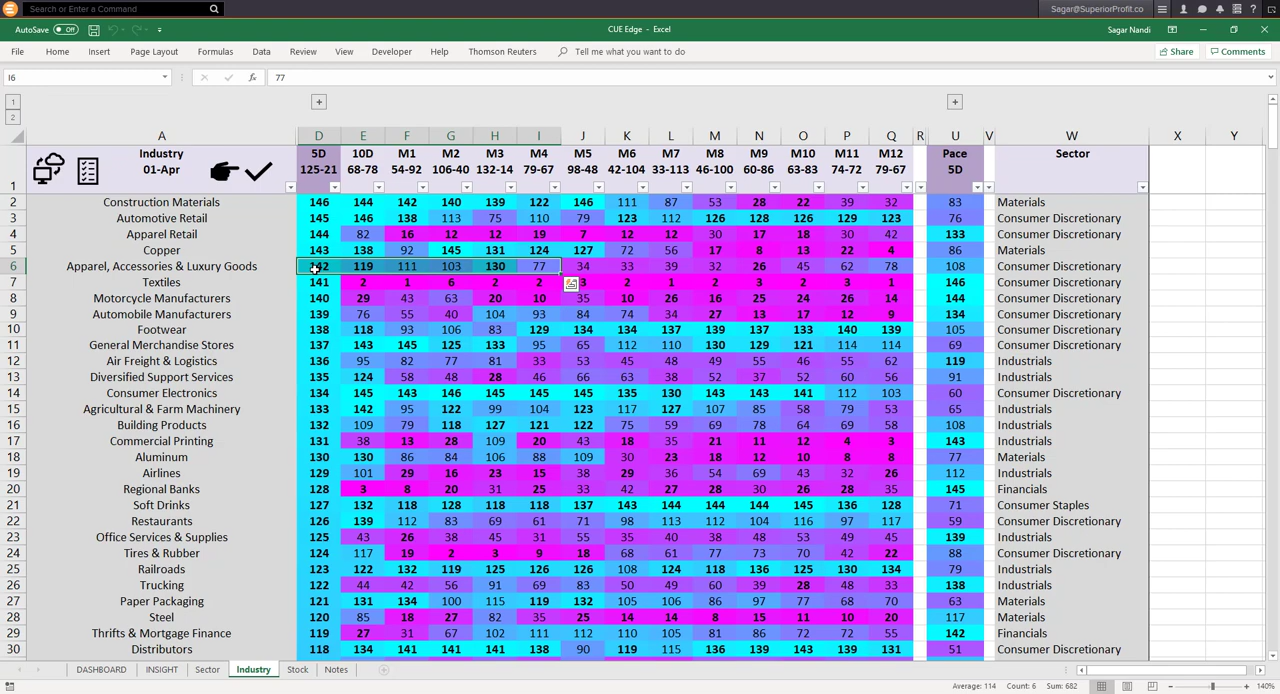 Search or Enter Command
Sagar@SuperiorProfit.co
AutoSave Off
CUE Edge - Excel
Sagar Nandi
File Home Insert Page Layout Formulas Data Review View Developer Help Thomson Reuters Tell me what you want to do Share Comments
I6 fx 77
1
2
A D E F G H I J K L M N O P Q R U V W X Y
Industry 5D 10D M1 M2 M3 M4 M5 M6 M7 M8 M9 M10 M11 M12 Pace Sector
01-Apr 125-21 68-78 54-92 106-40 132-14 79-67 98-48 42-104 33-113 46-100 60-86 63-83 74-72 79-67 5D
1
2 Construction Materials 146 144 142 140 139 122 146 111 87 53 28 22 39 32 83 Materials
3 Automotive Retail 145 146 138 113 75 110 79 123 112 126 128 126 129 123 76 Consumer Discretionary
4 Apparel Retail 144 82 16 12 12 19 7 12 12 30 17 18 30 42 133 Consumer Discretionary
5 Copper 143 138 92 145 131 124 127 72 56 17 8 13 22 4 86 Materials
6 Apparel, Accessories & Luxury Goods 142 119 111 103 130 77 34 33 39 32 26 45 62 78 108 Consumer Discretionary
7 Textiles 141 2 1 6 2 2 3 2 1 2 3 2 3 1 146 Consumer Discretionary
8 Motorcycle Manufacturers 140 29 43 63 20 10 35 10 26 16 25 24 26 14 144 Consumer Discretionary
9 Automobile Manufacturers 139 76 55 40 104 93 84 74 34 27 13 17 12 9 134 Consumer Discretionary
10 Footwear 138 118 93 106 83 129 134 134 137 139 137 133 140 139 105 Consumer Discretionary
11 General Merchandise Stores 137 143 145 125 133 95 65 112 110 130 129 121 114 114 69 Consumer Discretionary
12 Air Freight & Logistics 136 95 82 77 81 33 53 45 48 49 55 46 55 62 119 Industrials
13 Diversified Support Services 135 124 58 48 28 46 66 63 38 52 37 52 60 56 91 Industrials
14 Consumer Electronics 134 145 143 146 145 145 145 135 130 143 143 141 112 103 60 Consumer Discretionary
15 Agricultural & Farm Machinery 133 142 95 122 99 104 123 117 127 107 85 58 79 53 65 Industrials
16 Building Products 132 109 79 118 127 121 122 75 59 69 78 64 69 58 108 Industrials
17 Commercial Printing 131 38 13 28 109 20 43 18 35 21 11 12 4 3 143 Industrials
18 Aluminum 130 130 86 84 106 88 109 30 23 18 12 10 8 8 77 Materials
19 Airlines 129 101 29 16 23 15 38 29 36 54 69 43 32 26 112 Industrials
20 Regional Banks 128 3 8 20 31 25 33 42 27 28 30 26 28 35 145 Financials
21 Soft Drinks 127 132 118 128 118 118 137 143 144 144 144 145 136 128 71 Consumer Staples
22 Restaurants 126 139 112 83 69 61 71 98 113 112 104 116 97 117 59 Consumer Discretionary
23 Office Services & Supplies 125 43 26 38 45 31 55 35 40 38 48 53 49 45 139 Industrials
24 Tires & Rubber 124 117 19 2 3 9 18 68 61 77 73 70 42 22 88 Consumer Discretionary
25 Railroads 123 122 132 119 125 126 126 108 124 118 136 125 130 134 79 Industrials
26 Trucking 122 44 42 56 91 69 83 50 49 60 39 28 48 33 138 Industrials
27 Paper Packaging 121 131 134 100 115 119 132 105 106 86 97 77 68 70 63 Materials
28 Steel 120 85 18 27 82 35 25 14 14 8 15 11 10 20 117 Materials
29 Thrifts & Mortgage Finance 119 27 31 67 102 111 112 110 105 81 86 72 72 55 142 Financials
30 Distributors 118 134 141 141 141 138 90 119 115 136 139 143 139 131 51 Consumer Discretionary
DASHBOARD INSIGHT Sector Industry Stock Notes
Average: 114 Count: 6 Sum: 682 140%